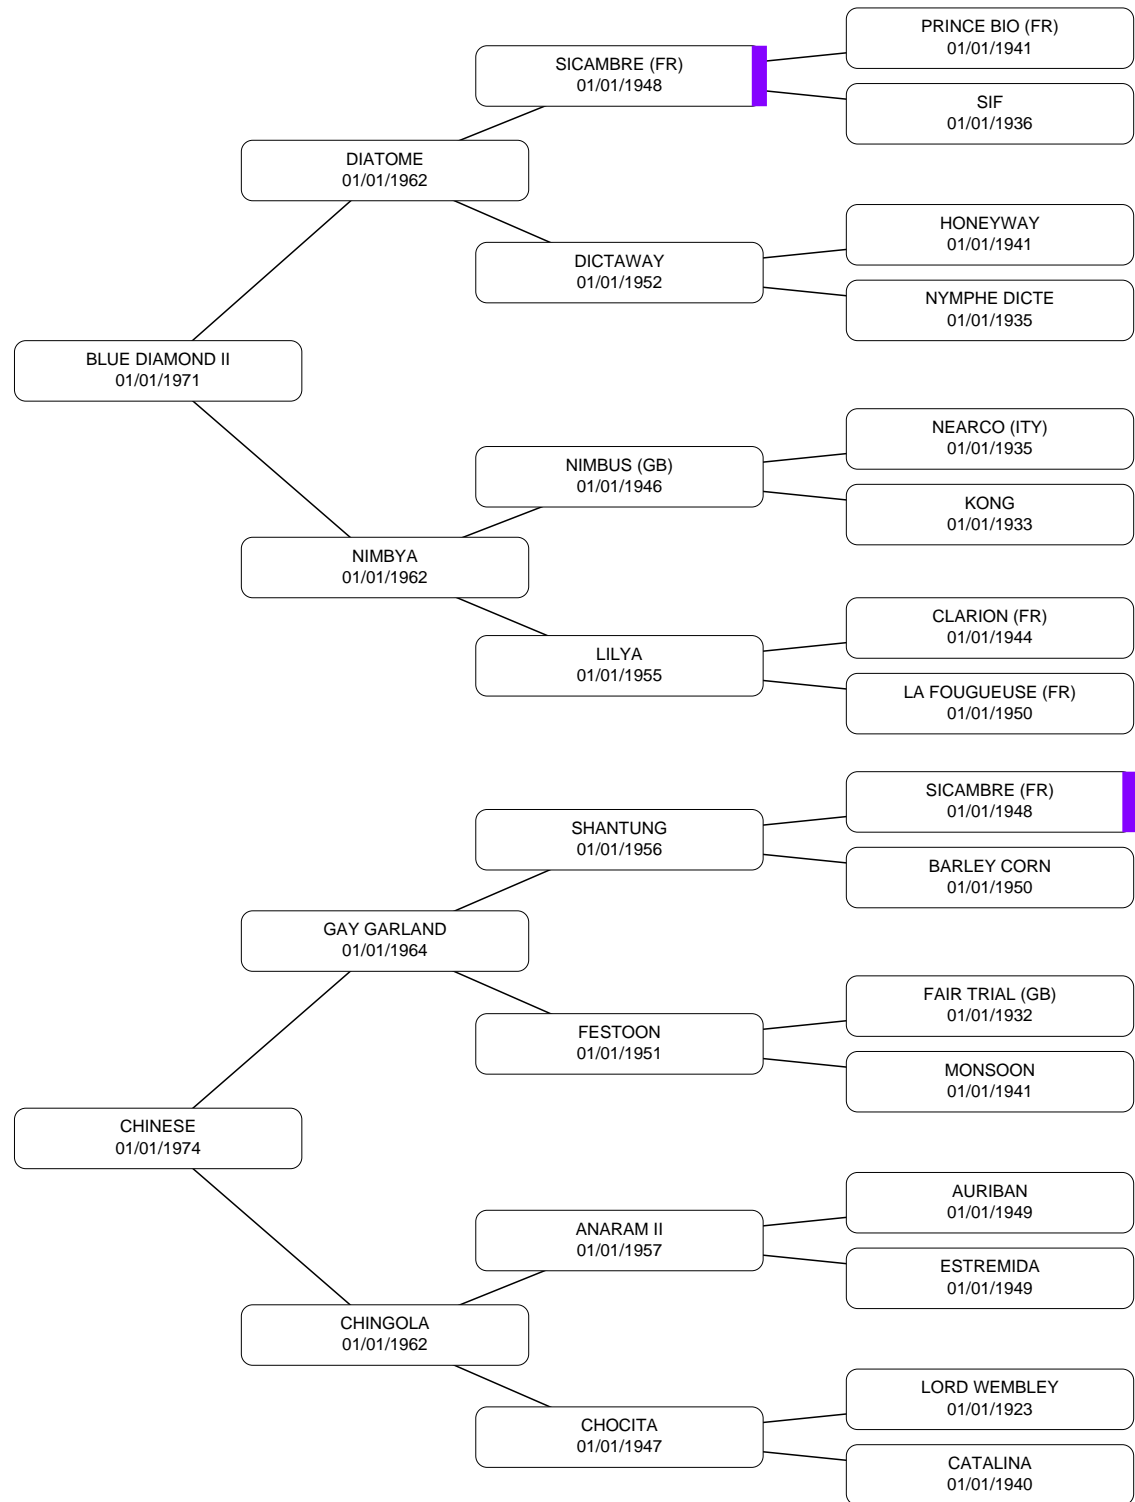 PRINCE BIO (FR)
01/01/1941
SICAMBRE (FR)
01/01/1948
SIF
01/01/1936
DIATOME
01/01/1962
HONEYWAY
01/01/1941
DICTAWAY
01/01/1952
NYMPHE DICTE
01/01/1935
BLUE DIAMOND II
01/01/1971
NEARCO (ITY)
01/01/1935
NIMBUS (GB)
01/01/1946
KONG
01/01/1933
NIMBYA
01/01/1962
CLARION (FR)
01/01/1944
LILYA
01/01/1955
LA FOUGUEUSE (FR)
01/01/1950
SICAMBRE (FR)
01/01/1948
SHANTUNG
01/01/1956
BARLEY CORN
01/01/1950
GAY GARLAND
01/01/1964
FAIR TRIAL (GB)
01/01/1932
FESTOON
01/01/1951
MONSOON
01/01/1941
CHINESE
01/01/1974
AURIBAN
01/01/1949
ANARAM II
01/01/1957
ESTREMIDA
01/01/1949
CHINGOLA
01/01/1962
LORD WEMBLEY
01/01/1923
CHOCITA
01/01/1947
CATALINA
01/01/1940